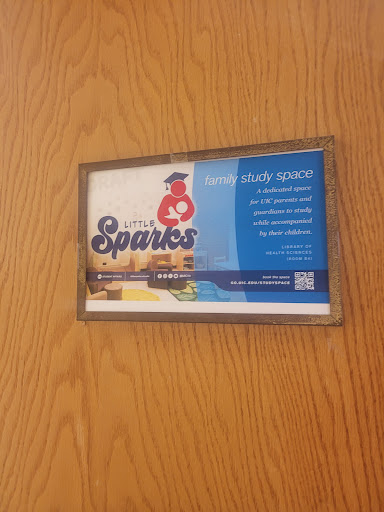 LITTLE
Sparks
family study space
A dedicated space
for UIC parents and
guardians to study
while accompanied
by their children.
LIBRARY OF
HEALTH SCIENCES
book the space
GO.UIC.EDU/STUDYSPACE